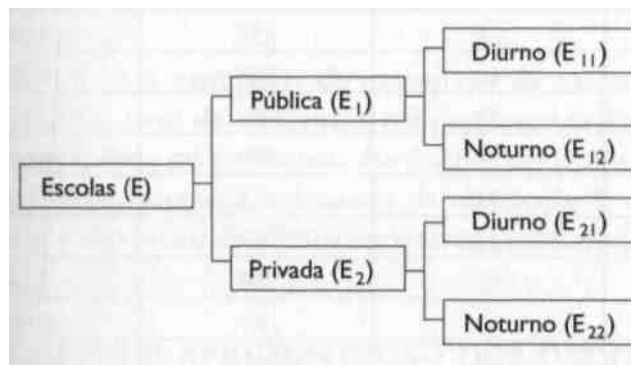 Diurno (E₁₁)
Pública (E₁)
Noturno (E₁₂)
Escolas (E)
Diurno (E₂₁)
Privada (E₂)
Noturno (E₂₂)